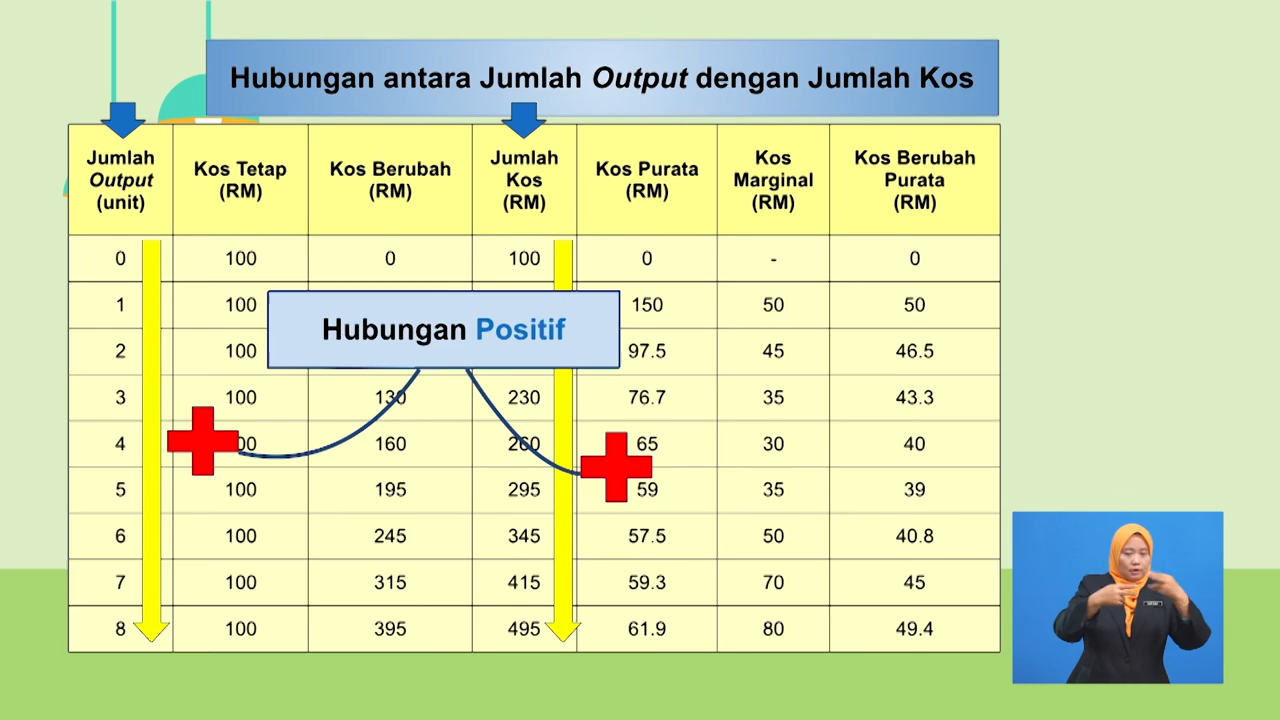 Hubungan antara Jumlah Output dengan Jumlah Kos
Jumlah Output (unit) Kos Tetap (RM) Kos Berubah (RM) Jumlah Kos (RM) Kos Purata (RM) Kos Marginal (RM) Kos Berubah Purata (RM)
0 100 0 100 0 - 0
1 100 150 50 50
Hubungan Positif
2 100 97.5 45 46.5
3 100 130 230 76.7 35 43.3
4 00 160 260 65 30 40
5 100 195 295 59 35 39
6 100 245 345 57.5 50 40.8
7 100 315 415 59.3 70 45
8 100 395 495 61.9 80 49.4